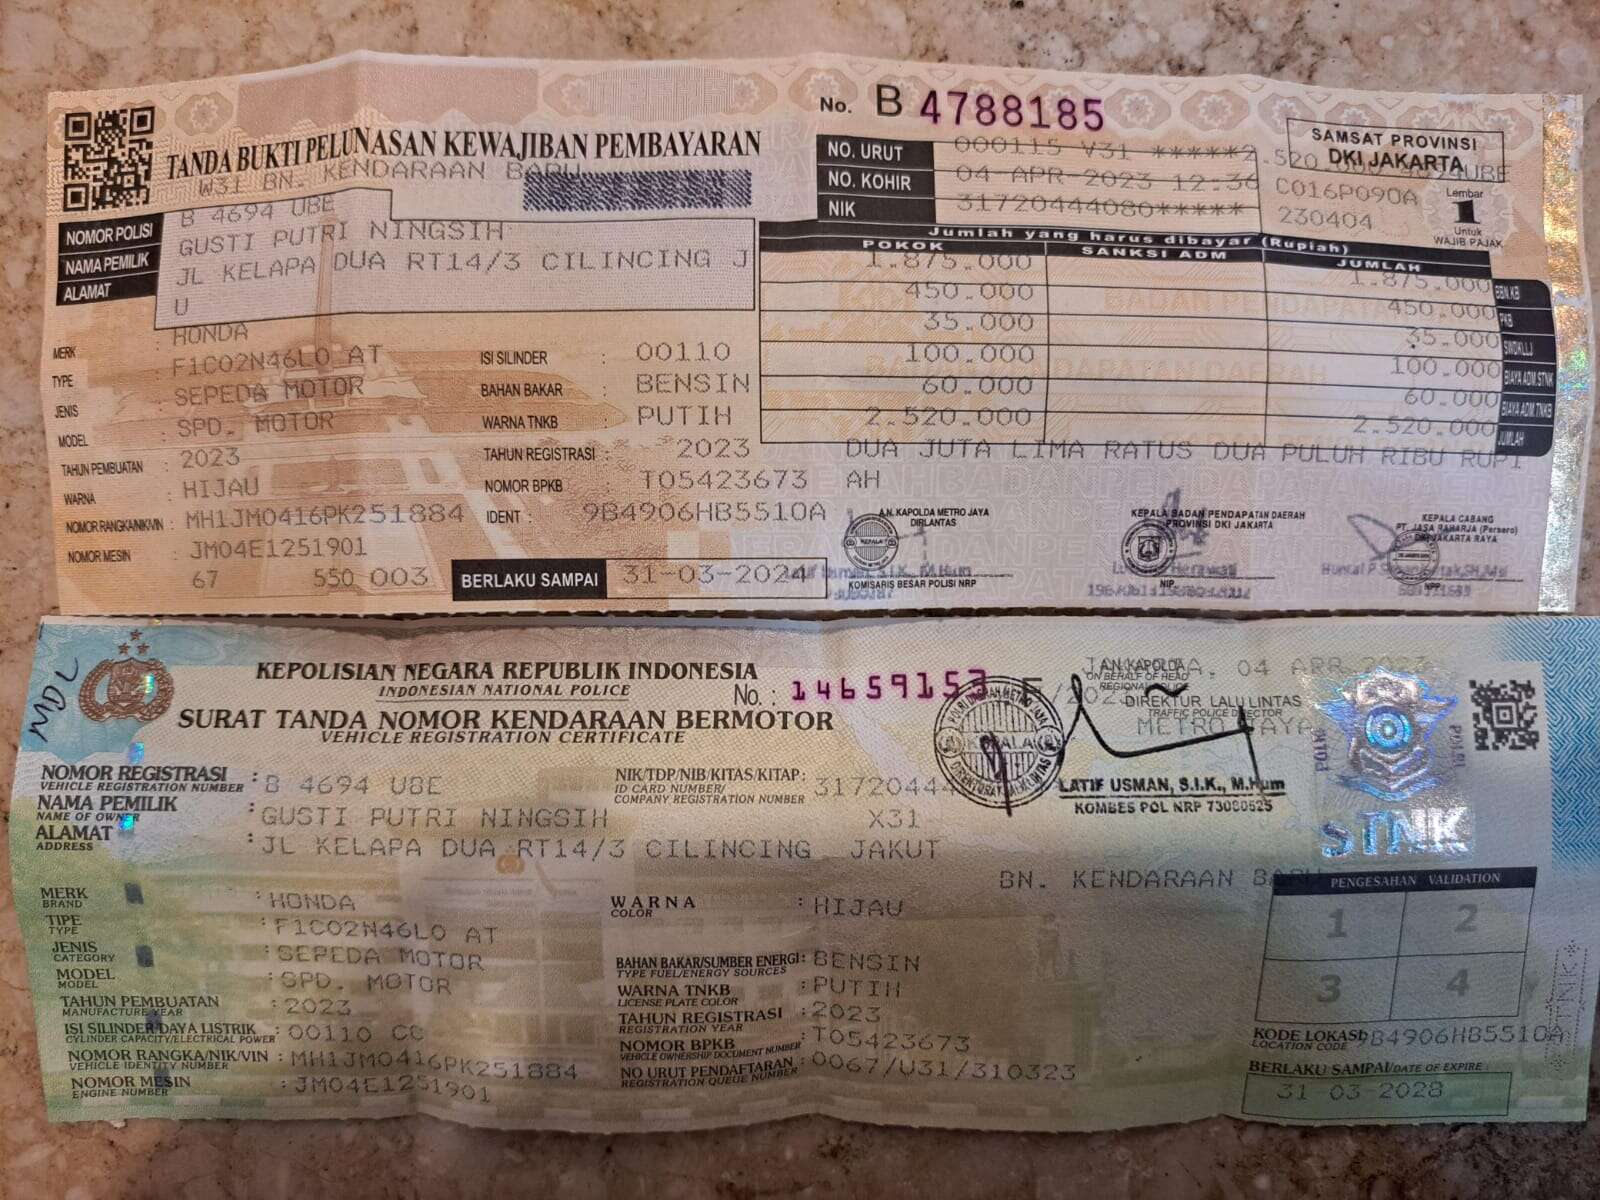 TANDA BUKTI PELUNASAN KEWAJIBAN PEMBAYARAN
W31 BN. KENDARAAN BARU
No. B 4788185
SAMSAT PROVINSI
DKI JAKARTA
NO. URUT 000115 V31 *****2.520
NO. KOHIR 04-APR-2023 12:36 C016P090A
NIK 31720444080***** 230404
Lembar
1
Untuk
WAJIB PAJAK
NOMOR POLISI B 4694 UBE
NAMA PEMILIK GUSTI PUTRI NINGSIH
ALAMAT JL KELAPA DUA RT14/3 CILINCING J
U
Jumlah yang harus dibayar (Rupiah)
POKOK SANKSI ADM JUMLAH
1.875.000 1.875.000 BBN.KB
450.000 450.000 PKB
35.000 35.000 SWDKLLJ
100.000 100.000 BIAYA ADM.STNK
60.000 60.000 BIAYA ADM.TNKB
2.520.000 2.520.000 JUMLAH
DUA JUTA LIMA RATUS DUA PULUH RIBU RUPI
AH
MERK : HONDA
TYPE : F1C02N46L0 AT
JENIS : SEPEDA MOTOR
MODEL : SPD. MOTOR
TAHUN PEMBUATAN : 2023
WARNA : HIJAU
NOMOR RANGKA/NIK/VIN : MH1JM0416PK251884
NOMOR MESIN : JM04E1251901
67 550 003
ISI SILINDER : 00110
BAHAN BAKAR : BENSIN
WARNA TNKB : PUTIH
TAHUN REGISTRASI : 2023
NOMOR BPKB : T05423673
IDENT : 9B4906HB5510A
BERLAKU SAMPAI 31-03-2024
A.N. KAPOLDA METRO JAYA
DIRLANTAS
KOMISARIS BESAR POLISI NRP
KEPALA BADAN PENDAPATAN DAERAH
PROVINSI DKI JAKARTA
NIP.
KEPALA CABANG
PT. JASA RAHARJA (Persero)
DKI JAKARTA RAYA
NPP.
KEPOLISIAN NEGARA REPUBLIK INDONESIA
INDONESIAN NATIONAL POLICE
No. : 14659153
SURAT TANDA NOMOR KENDARAAN BERMOTOR
VEHICLE REGISTRATION CERTIFICATE
JAKARTA, 04 APR 2023
A.N. KAPOLDA
ON BEHALF OF HEAD
DIREKTUR LALU LINTAS
TRAFFIC POLICE DIRECTOR
METRO JAYA
LATIF USMAN, S.I.K., M.Hum
KOMBES POL NRP 73080525
STNK
NOMOR REGISTRASI : B 4694 UBE
VEHICLE REGISTRATION NUMBER
NAMA PEMILIK : GUSTI PUTRI NINGSIH
NAME OF OWNER
ALAMAT : JL KELAPA DUA RT14/3 CILINCING JAKUT
ADDRESS
NIK/TDP/NIB/KITAS/KITAP: 31720444
ID CARD NUMBER/
COMPANY REGISTRATION NUMBER
X31
BN. KENDARAAN BARU
MERK : HONDA
BRAND
TIPE : F1C02N46L0 AT
TYPE
JENIS : SEPEDA MOTOR
CATEGORY
MODEL : SPD. MOTOR
MODEL
TAHUN PEMBUATAN : 2023
MANUFACTURE YEAR
ISI SILINDER/DAYA LISTRIK : 00110 CC
CYLINDER CAPACITY/ELECTRICAL POWER
NOMOR RANGKA/NIK/VIN : MH1JM0416PK251884
VEHICLE IDENTITY NUMBER
NOMOR MESIN : JM04E1251901
ENGINE NUMBER
WARNA : HIJAU
COLOR
BAHAN BAKAR/SUMBER ENERGI : BENSIN
TYPE FUEL/ENERGY SOURCES
WARNA TNKB : PUTIH
LICENSE PLATE COLOR
TAHUN REGISTRASI : 2023
REGISTRATION YEAR
NOMOR BPKB : T05423673
VEHICLE OWNERSHIP DOCUMENT NUMBER
NO URUT PENDAFTARAN : 0067/U31/310323
REGISTRATION QUEUE NUMBER
PENGESAHAN VALIDATION
1 2
3 4
KODE LOKASI 9B4906HB5510A
LOCATION CODE
BERLAKU SAMPAI/DATE OF EXPIRE :
31-03-2028